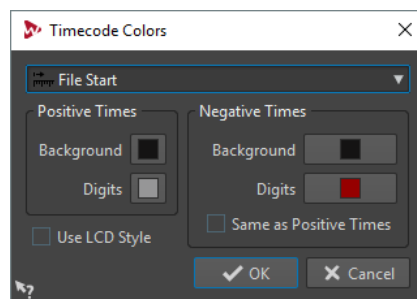 Timecode Colors
File Start
Positive Times
Negative Times
Background
Background
Digits
Digits
Same as Positive Times
Use LCD Style
OK
Cancel
?